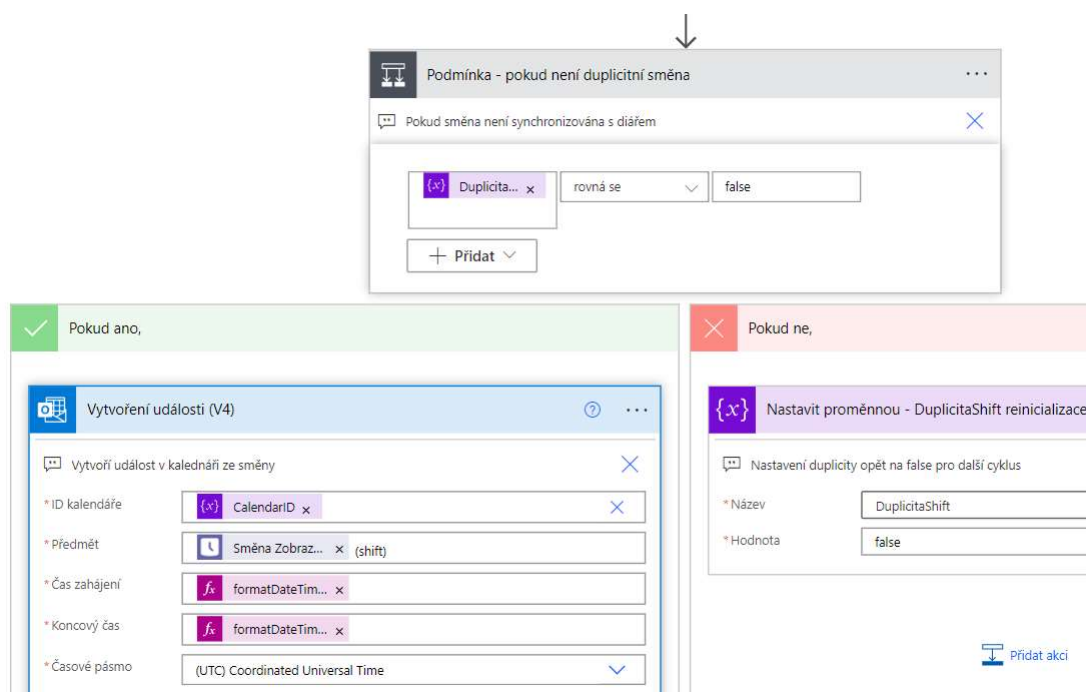 Podmínka - pokud není duplicitní směna
Pokud směna není synchronizována s diářem
{x} Duplicita... × rovná se false
+ Přidat
Pokud ano,
Vytvoření události (V4)
Vytvoří událost v kalednáři ze směny
* ID kalendáře {x} CalendarID ×
* Předmět Směna Zobraz... × (shift)
* Čas zahájení fx formatDateTim... ×
* Koncový čas fx formatDateTim... ×
* Časové pásmo (UTC) Coordinated Universal Time
Pokud ne,
{x} Nastavit proměnnou - DuplicitaShift reinicializace
Nastavení duplicity opět na false pro další cyklus
* Název DuplicitaShift
* Hodnota false
Přidat akci